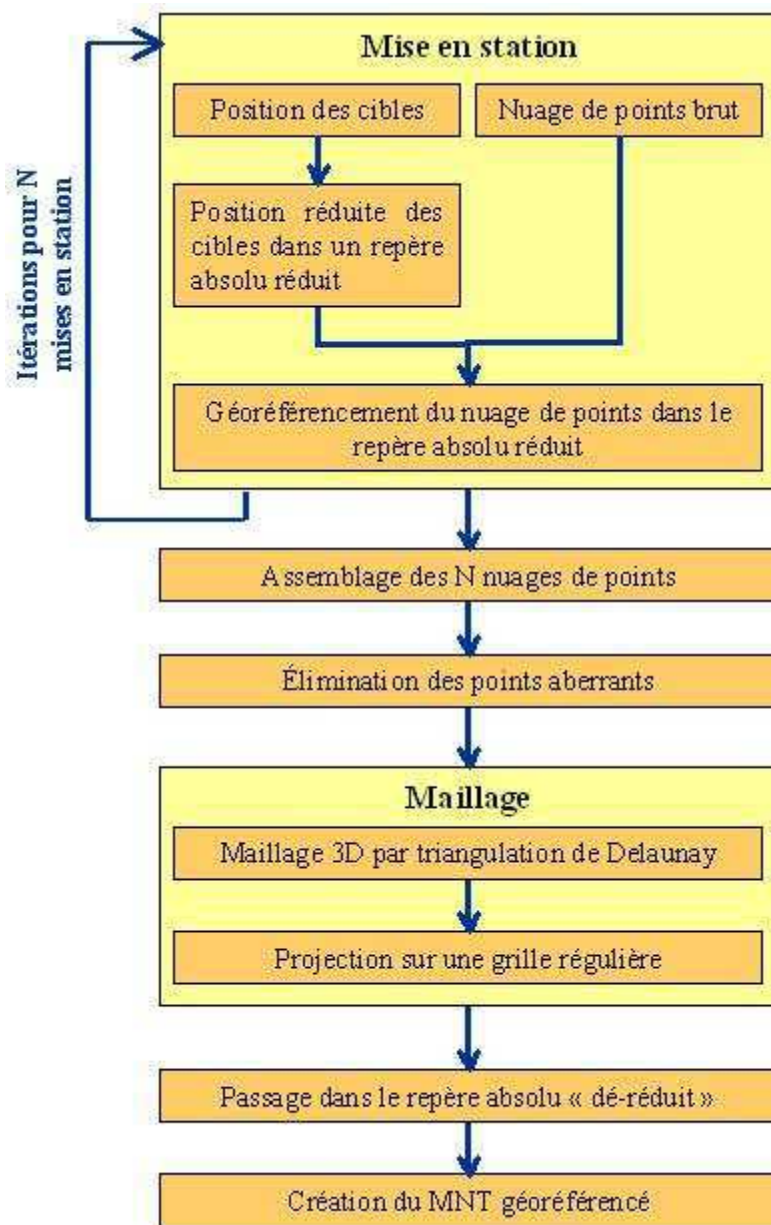 Mise en station
Position des cibles
Nuage de points brut
Position réduite des
cibles dans un repère
absolu réduit
Géoréférencement du nuage de points dans le
repère absolu réduit
Itérations pour N
mises en station
Assemblage des N nuages de points
Élimination des points aberrants
Maillage
Maillage 3D par triangulation de Delaunay
Projection sur une grille régulière
Passage dans le repère absolu « dé-réduit »
Création du MNT géoréférencé